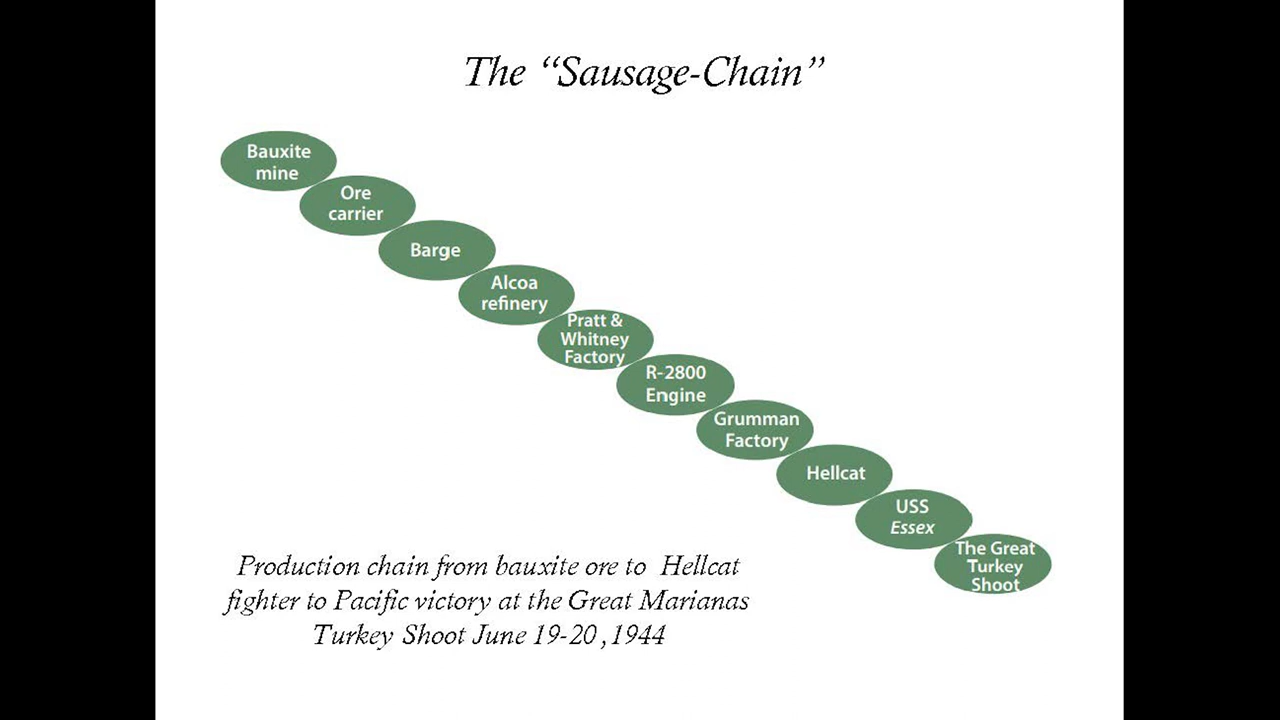 The “Sausage-Chain”
Bauxite
mine
Ore
carrier
Barge
Alcoa
refinery
Pratt &
Whitney
Factory
R-2800
Engine
Grumman
Factory
Hellcat
USS
Essex
The Great
Turkey
Shoot
Production chain from bauxite ore to Hellcat
fighter to Pacific victory at the Great Marianas
Turkey Shoot June 19-20 ,1944